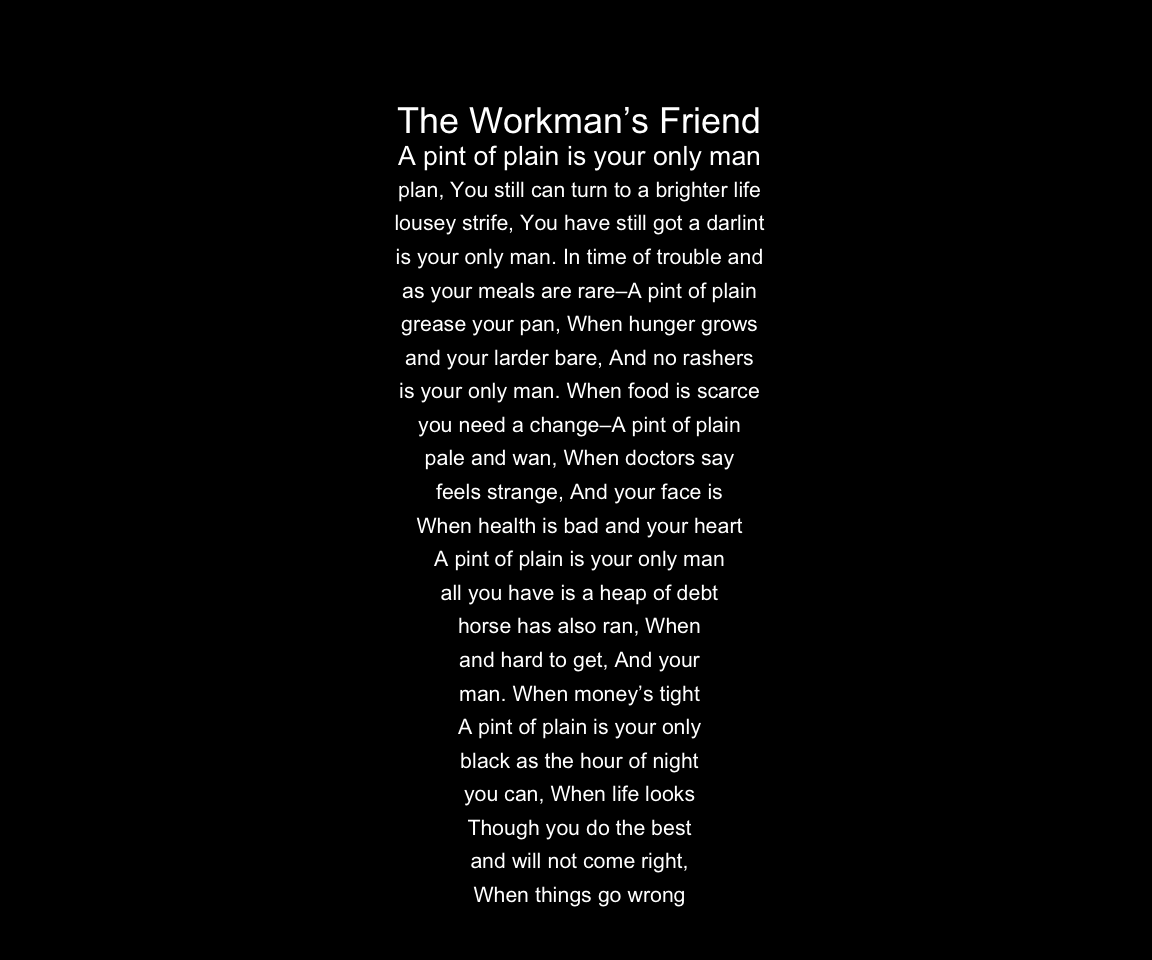 The Workman’s Friend
A pint of plain is your only man
plan, You still can turn to a brighter life
lousey strife, You have still got a darlint
is your only man. In time of trouble and
as your meals are rare–A pint of plain
grease your pan, When hunger grows
and your larder bare, And no rashers
is your only man. When food is scarce
you need a change–A pint of plain
pale and wan, When doctors say
feels strange, And your face is
When health is bad and your heart
A pint of plain is your only man
all you have is a heap of debt
horse has also ran, When
and hard to get, And your
man. When money’s tight
A pint of plain is your only
black as the hour of night
you can, When life looks
Though you do the best
and will not come right,
When things go wrong